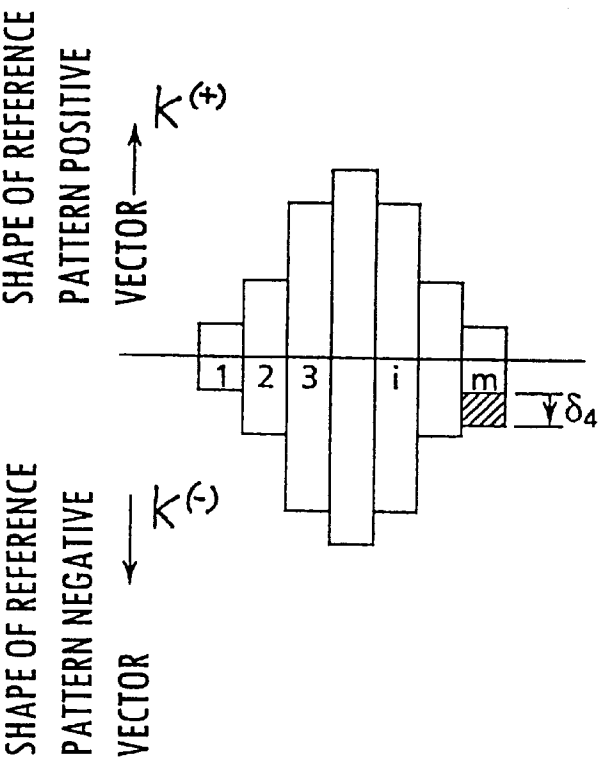 SHAPE OF REFERENCE
PATTERN POSITIVE
VECTOR
K(+)
1 2 3 i m
δ4
K(-)
SHAPE OF REFERENCE
PATTERN NEGATIVE
VECTOR